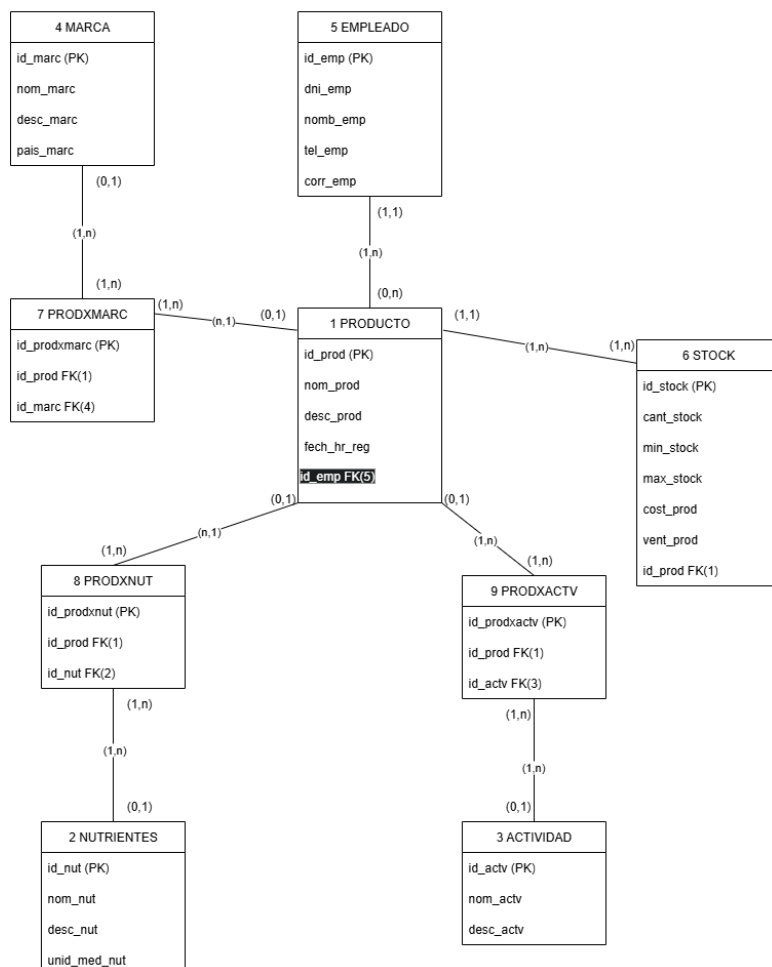 4 MARCA
id_marc (PK)
nom_marc
desc_marc
pais_marc
(0,1)
(1,n)
(1,n)
5 EMPLEADO
id_emp (PK)
dni_emp
nomb_emp
tel_emp
corr_emp
(1,1)
(1,n)
(0,n)
7 PRODXMARC
id_prodxmarc (PK)
id_prod FK(1)
id_marc FK(4)
(1,n)
(n,1)
(0,1)
1 PRODUCTO
id_prod (PK)
nom_prod
desc_prod
fech_hr_reg
id_emp FK(5)
(1,1)
(1,n)
(1,n)
6 STOCK
id_stock (PK)
cant_stock
min_stock
max_stock
cost_prod
vent_prod
id_prod FK(1)
(0,1)
(n,1)
(1,n)
(0,1)
(1,n)
(1,n)
8 PRODXNUT
id_prodxnut (PK)
id_prod FK(1)
id_nut FK(2)
(1,n)
(1,n)
(0,1)
9 PRODXACTV
id_prodxactv (PK)
id_prod FK(1)
id_actv FK(3)
(1,n)
(1,n)
(0,1)
2 NUTRIENTES
id_nut (PK)
nom_nut
desc_nut
unid_med_nut
3 ACTIVIDAD
id_actv (PK)
nom_actv
desc_actv